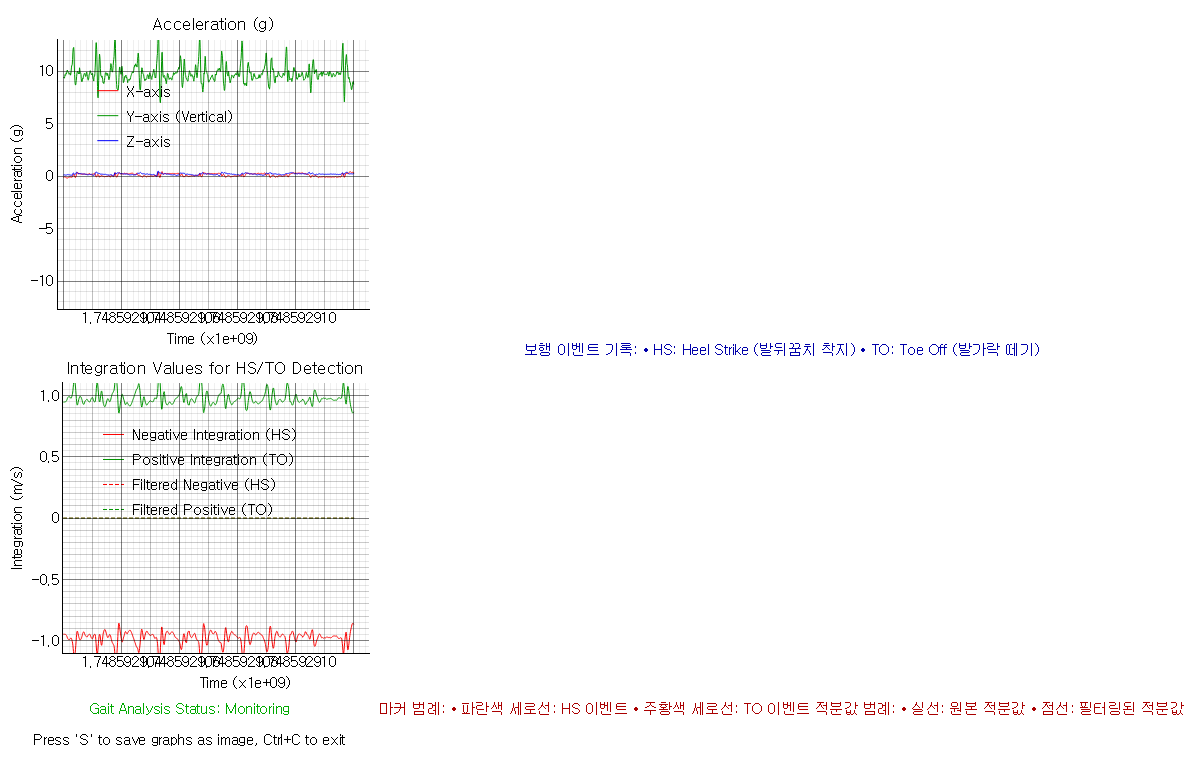 Acceleration (g)
10
5
0
-5
-10
Acceleration (g)
X-axis
Y-axis (Vertical)
Z-axis
Time (x1e+09)
보행 이벤트 기록: • HS: Heel Strike (발뒤꿈치 착지) • TO: Toe Off (발가락 떼기)
Integration Values for HS/TO Detection
1.0
0.5
0
-0.5
-1.0
Integration (m/s)
Negative Integration (HS)
Positive Integration (TO)
Filtered Negative (HS)
Filtered Positive (TO)
Time (x1e+09)
Gait Analysis Status: Monitoring
마커 범례: • 파란색 세로선: HS 이벤트 • 주황색 세로선: TO 이벤트 적분값 범례: • 실선: 원본 적분값 • 점선: 필터링된 적분값
Press 'S' to save graphs as image, Ctrl+C to exit